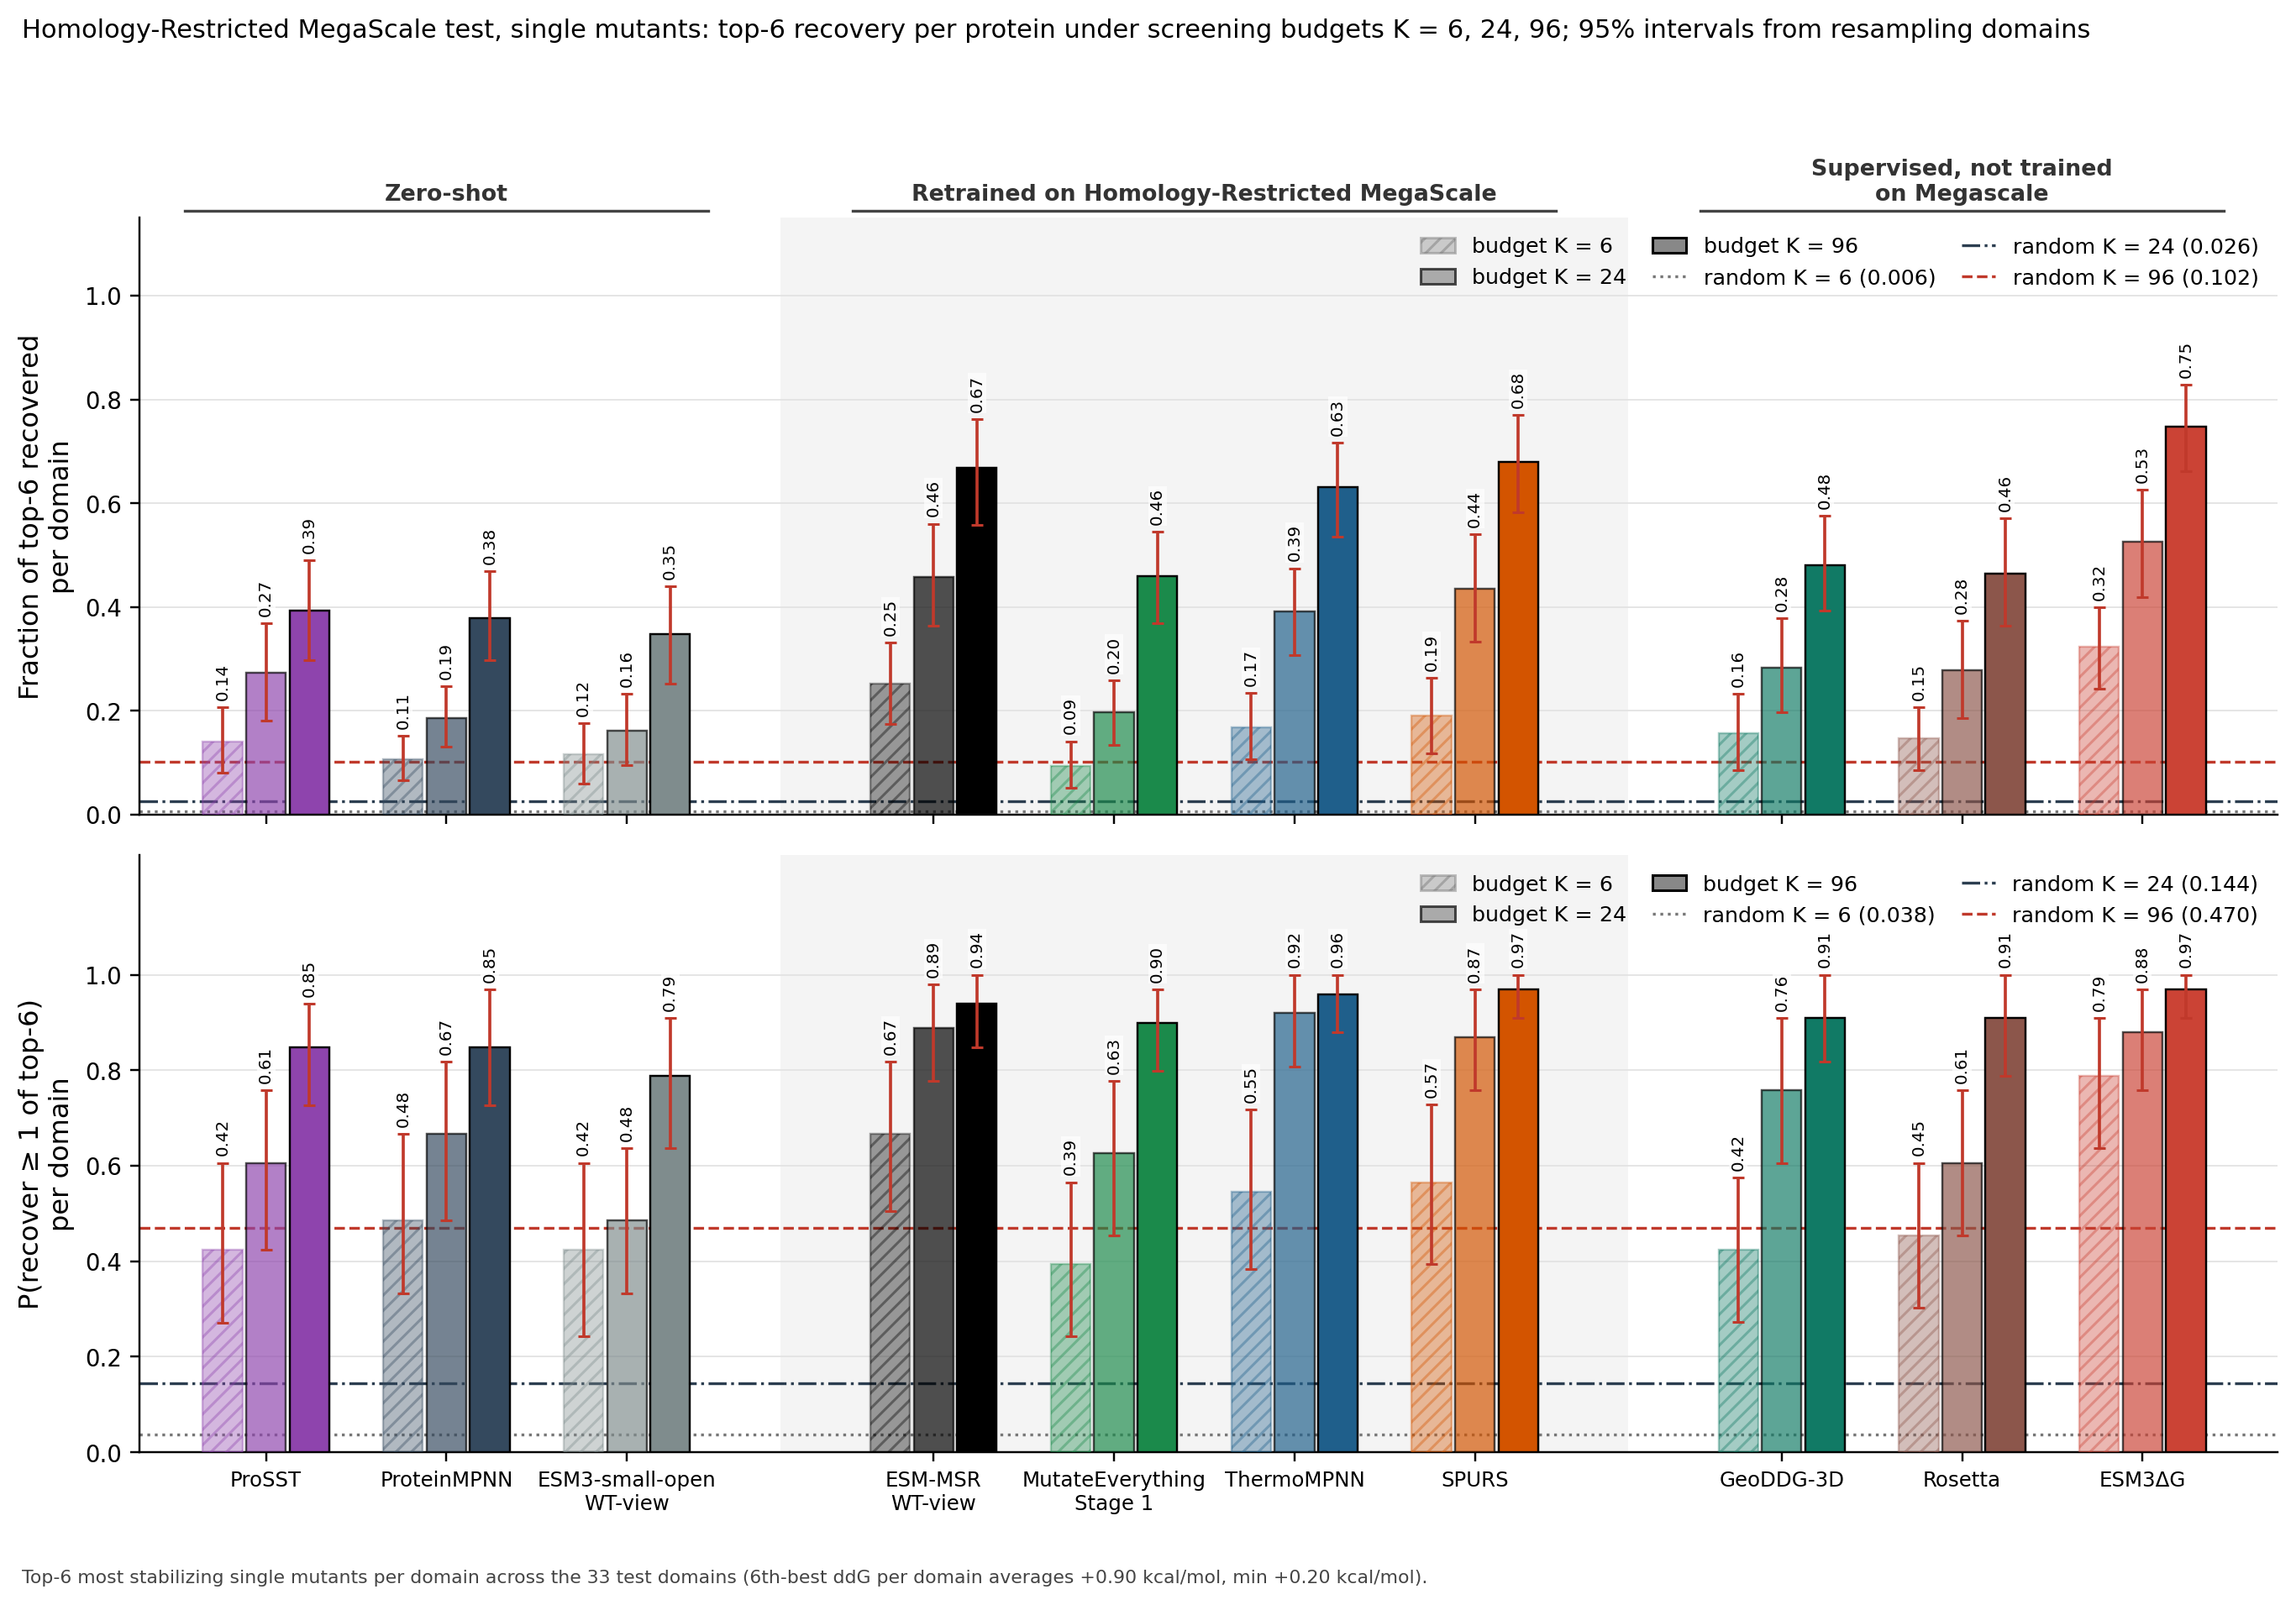 Homology-Restricted MegaScale test, single mutants: top-6 recovery per protein under screening budgets K = 6, 24, 96; 95% intervals from resampling domains
Zero-shot
Retrained on Homology-Restricted MegaScale
Supervised, not trained
on Megascale
budget K = 6
budget K = 24
budget K = 96
random K = 6 (0.006)
random K = 24 (0.026)
random K = 96 (0.102)
Fraction of top-6 recovered
per domain
1.0
0.8
0.6
0.4
0.2
0.0
0.14
0.27
0.39
0.11
0.19
0.38
0.12
0.16
0.35
0.25
0.46
0.67
0.09
0.20
0.46
0.17
0.39
0.63
0.19
0.44
0.68
0.16
0.28
0.48
0.15
0.28
0.46
0.32
0.53
0.75
budget K = 6
budget K = 24
budget K = 96
random K = 6 (0.038)
random K = 24 (0.144)
random K = 96 (0.470)
P(recover ≥ 1 of top-6)
per domain
1.0
0.8
0.6
0.4
0.2
0.0
0.42
0.61
0.85
0.48
0.67
0.85
0.42
0.48
0.79
0.67
0.89
0.94
0.39
0.63
0.90
0.55
0.92
0.96
0.57
0.87
0.97
0.42
0.76
0.91
0.45
0.61
0.91
0.79
0.88
0.97
ProSST
ProteinMPNN
ESM3-small-open
WT-view
ESM-MSR
WT-view
MutateEverything
Stage 1
ThermoMPNN
SPURS
GeoDDG-3D
Rosetta
ESM3ΔG
Top-6 most stabilizing single mutants per domain across the 33 test domains (6th-best ddG per domain averages +0.90 kcal/mol, min +0.20 kcal/mol).